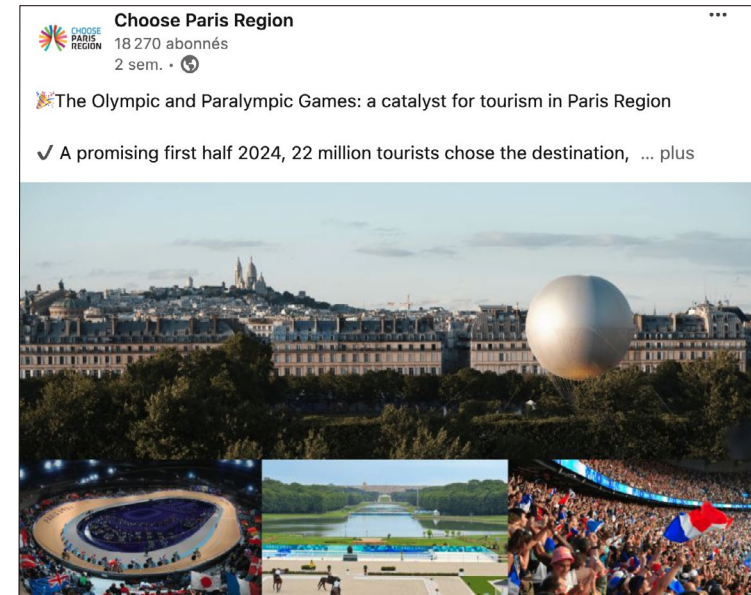 CHOOSE
PARIS
REGION
Choose Paris Region
18 270 abonnés
2 sem. •
🎉The Olympic and Paralympic Games: a catalyst for tourism in Paris Region
✓ A promising first half 2024, 22 million tourists chose the destination, ... plus